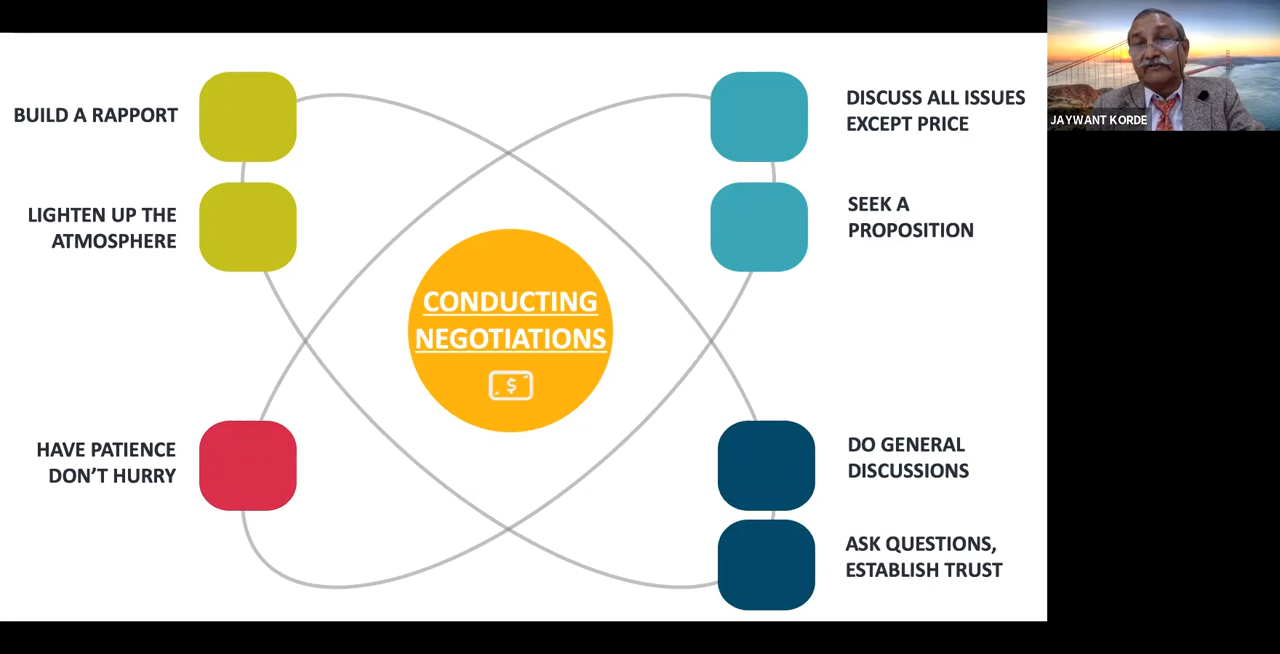 BUILD A RAPPORT
LIGHTEN UP THE
ATMOSPHERE
HAVE PATIENCE
DON’T HURRY
CONDUCTING
NEGOTIATIONS
$
DISCUSS ALL ISSUES
EXCEPT PRICE
SEEK A
PROPOSITION
DO GENERAL
DISCUSSIONS
ASK QUESTIONS,
ESTABLISH TRUST
JAYWANT KORDE